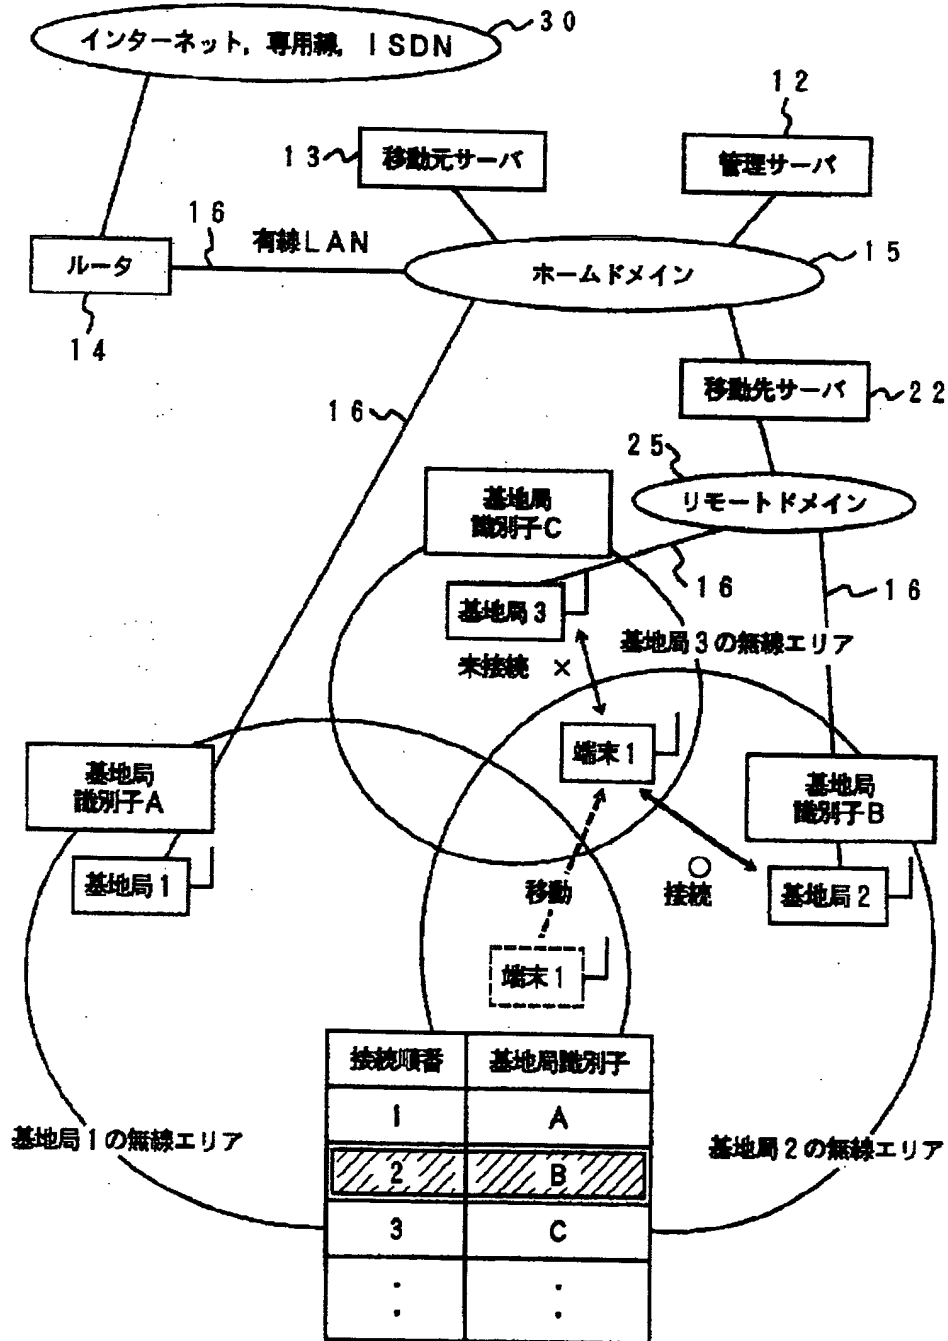 30
インターネット，専用線，ISDN
12
13
移動元サーバ
管理サーバ
16
有線LAN
15
ルータ
ホームドメイン
14
移動先サーバ
22
16
25
基地局
識別子C
リモートドメイン
16
16
基地局3
基地局3の無線エリア
未接続 ×
端末1
基地局
識別子A
基地局
識別子B
基地局1
移動
○
接続
基地局2
端末1
接続順番 基地局識別子
1 A
2 B
3 C
基地局1の無線エリア
基地局2の無線エリア